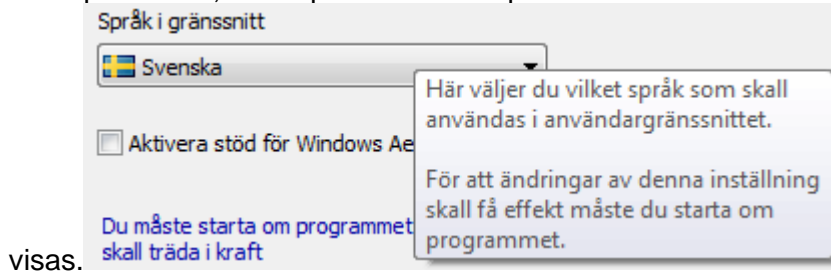 Språk i gränssnitt
Svenska
Här väljer du vilket språk som skall
användas i användargränssnittet.
För att ändringar av denna inställning
skall få effekt måste du starta om
programmet.
Aktivera stöd för Windows Ae
Du måste starta om programmet
skall träda i kraft
visas.